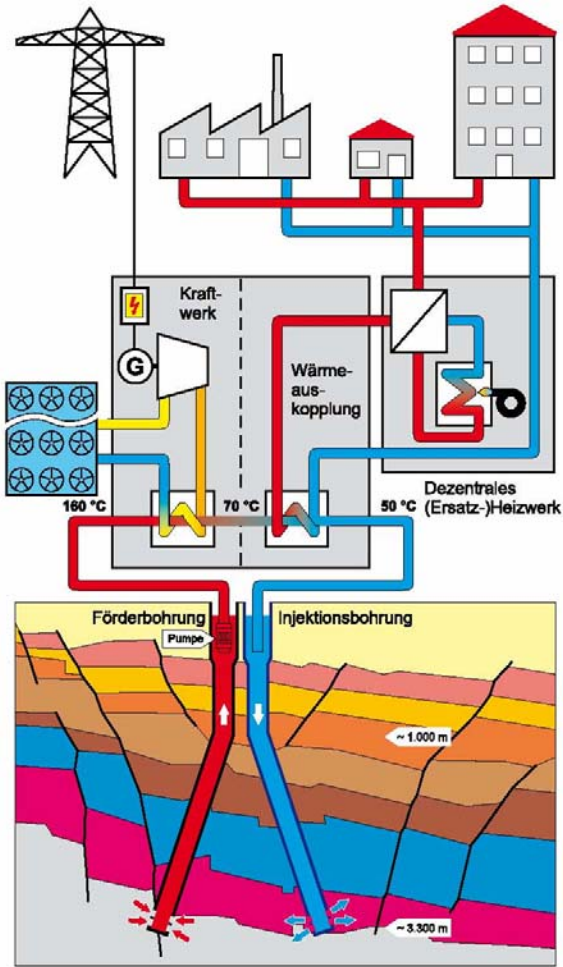 Kraft-
werk
G
Wärme-
aus-
kopplung
160 °C
70 °C
50 °C
Dezentrales
(Ersatz-)Heizwerk
Förderbohrung
Injektionsbohrung
Pumpe
~ 1.000 m
~ 3.300 m